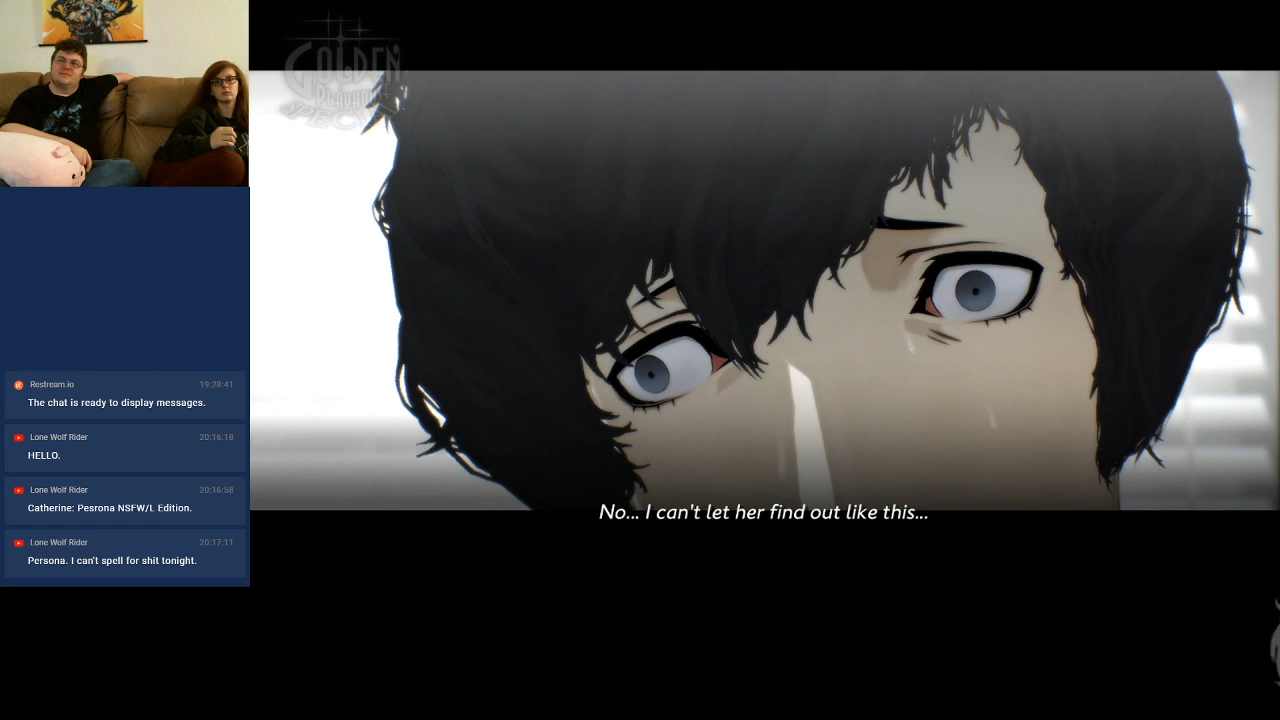 GOLDEN
PLAYHOUSE
Restream.io 19:28:41
The chat is ready to display messages.
Lone Wolf Rider 20:16:18
HELLO.
Lone Wolf Rider 20:16:58
Catherine: Pesrona NSFW/L Edition.
Lone Wolf Rider 20:17:11
Persona. I can't spell for shit tonight.
No... I can't let her find out like this...